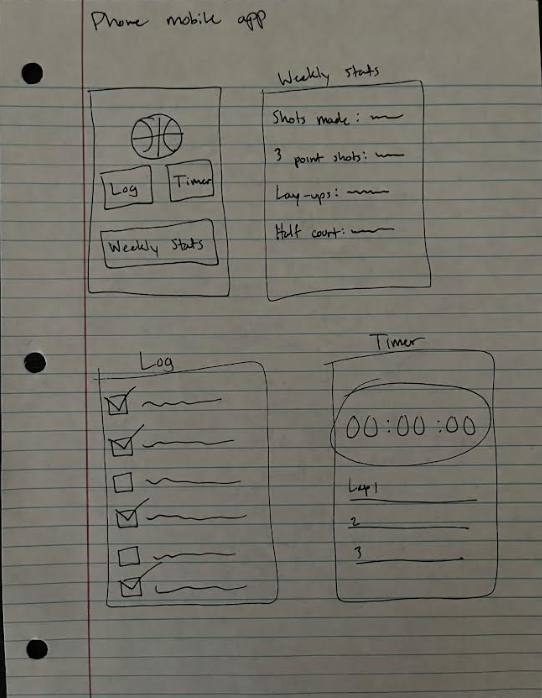 Phone mobile app
Log
Timer
Weekly Stats
Weekly Stats
Shots made:
3 point shots:
Lay-ups:
Half court:
Log
Timer
00:00:00
Lap 1
2
3